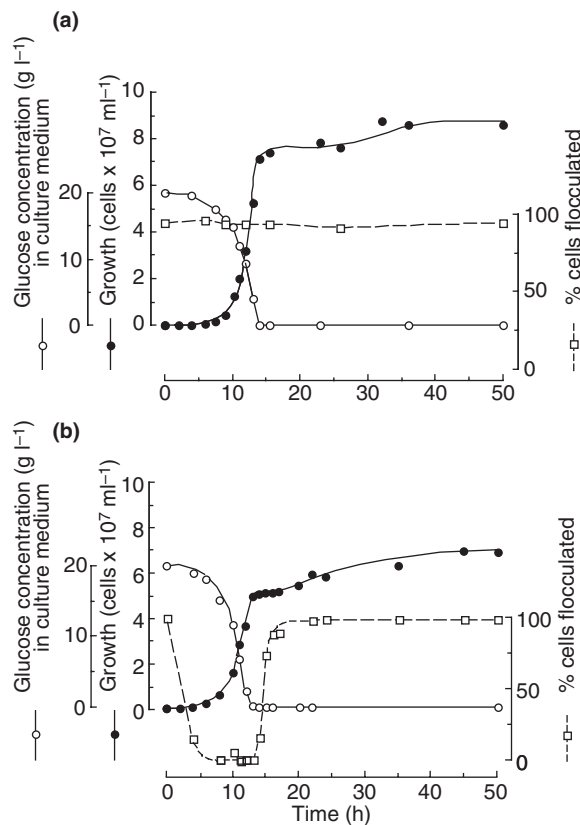 (a)
Glucose concentration (g l⁻¹)
in culture medium
Growth (cells x 10⁷ ml⁻¹)
10
8
6
4
2
0
20
10
0
100
50
0
% cells flocculated
0 10 20 30 40 50
(b)
Glucose concentration (g l⁻¹)
in culture medium
Growth (cells x 10⁷ ml⁻¹)
10
8
6
4
2
0
20
10
0
100
50
0
% cells flocculated
0 10 20 30 40 50
Time (h)